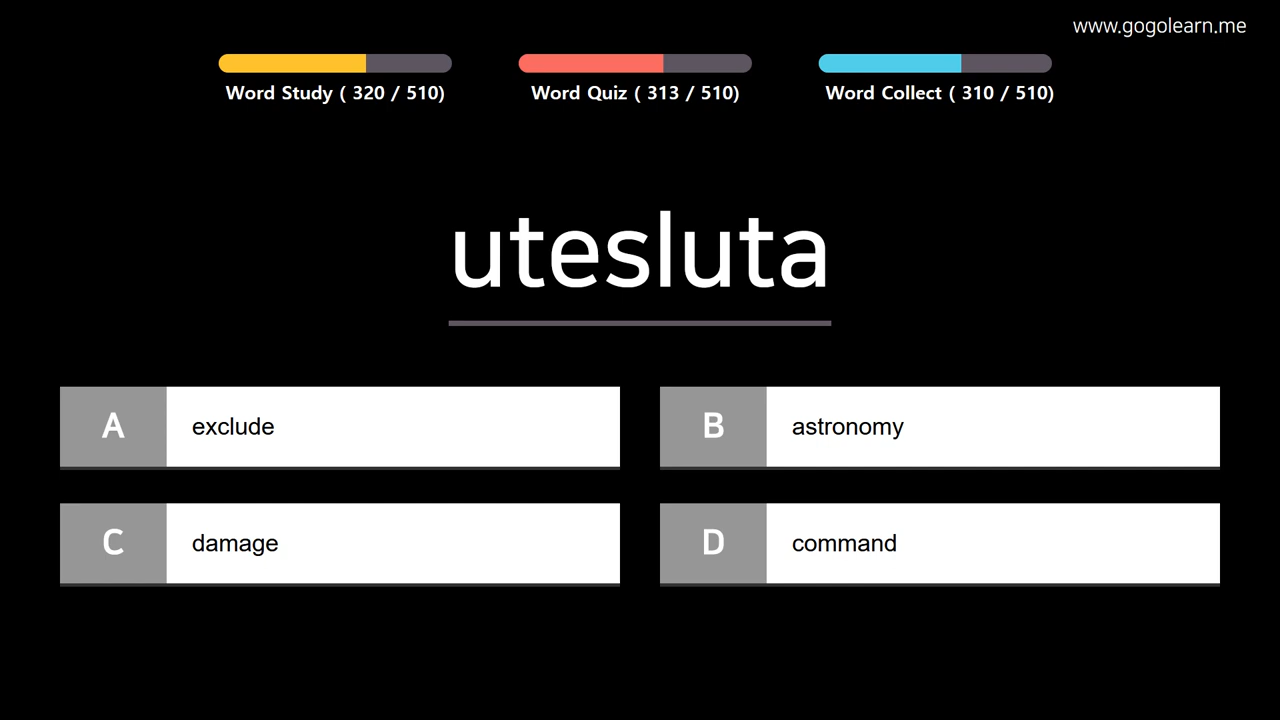 www.gogolearn.me
Word Study ( 320 / 510)
Word Quiz ( 313 / 510)
Word Collect ( 310 / 510)
utesluta
A exclude
B astronomy
C damage
D command